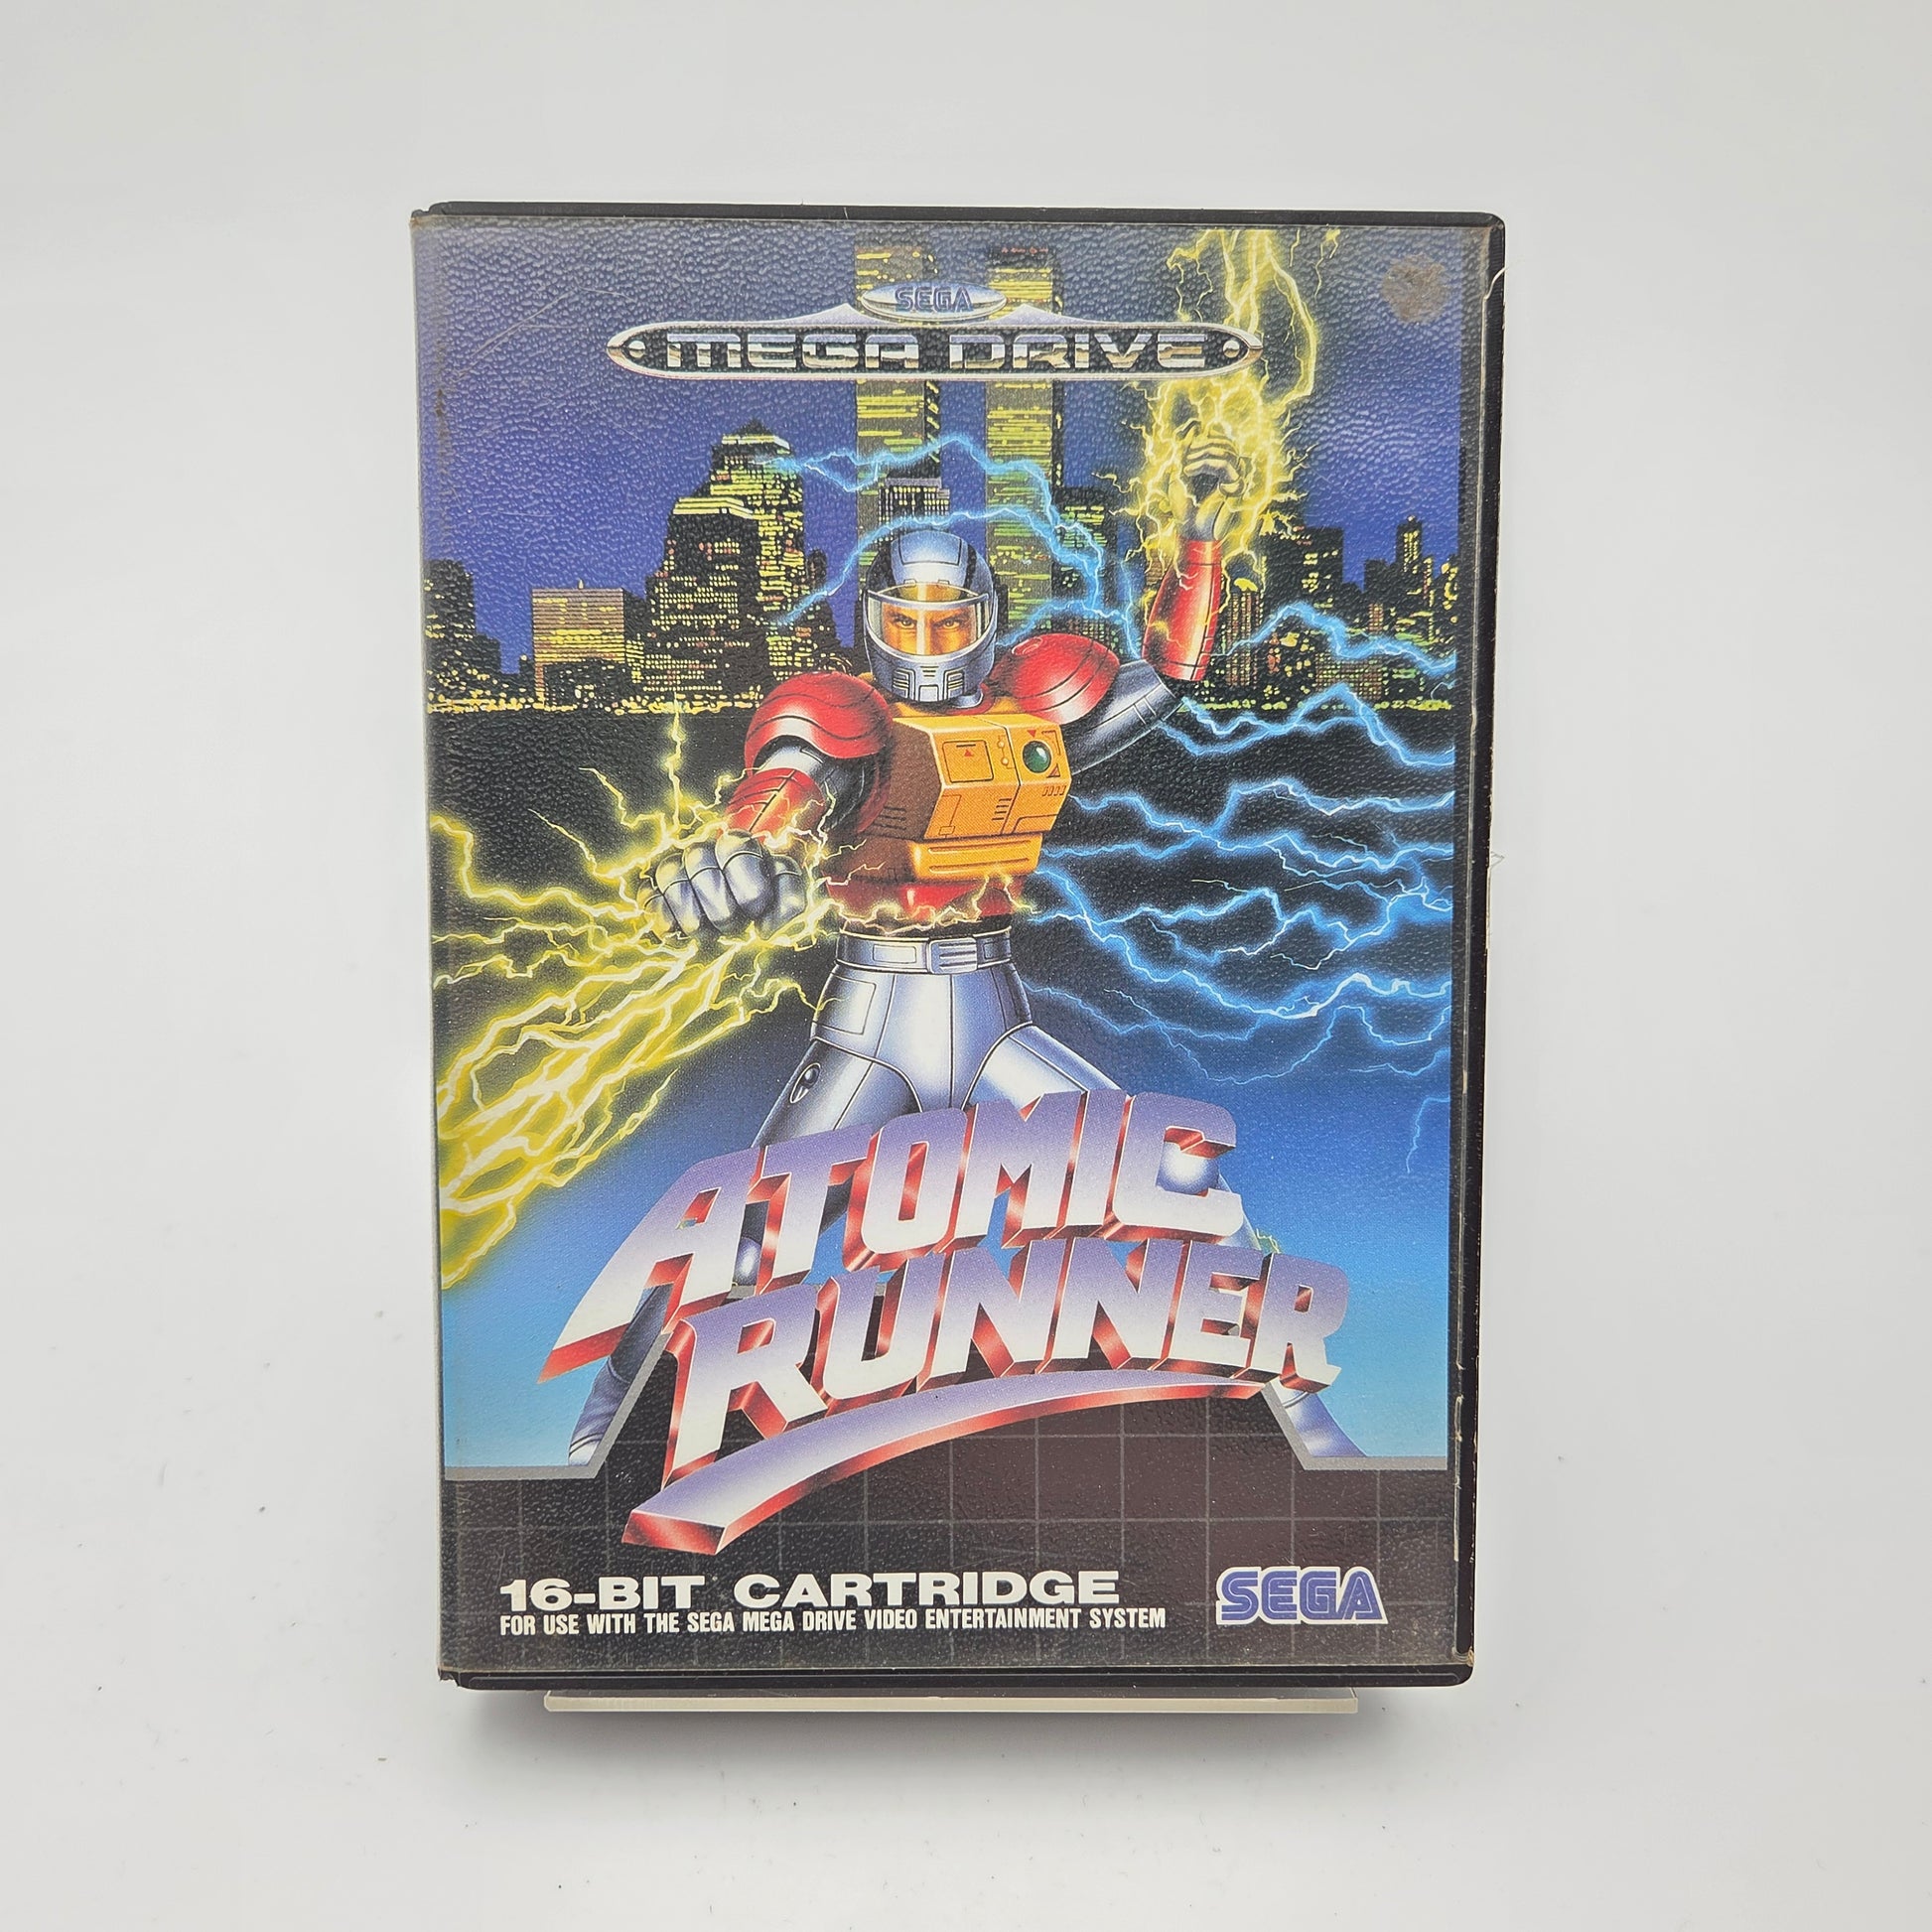 SEGA
MEGA DRIVE
ATOMIC
RUNNER
16-BIT CARTRIDGE
FOR USE WITH THE SEGA MEGA DRIVE VIDEO ENTERTAINMENT SYSTEM
SEGA